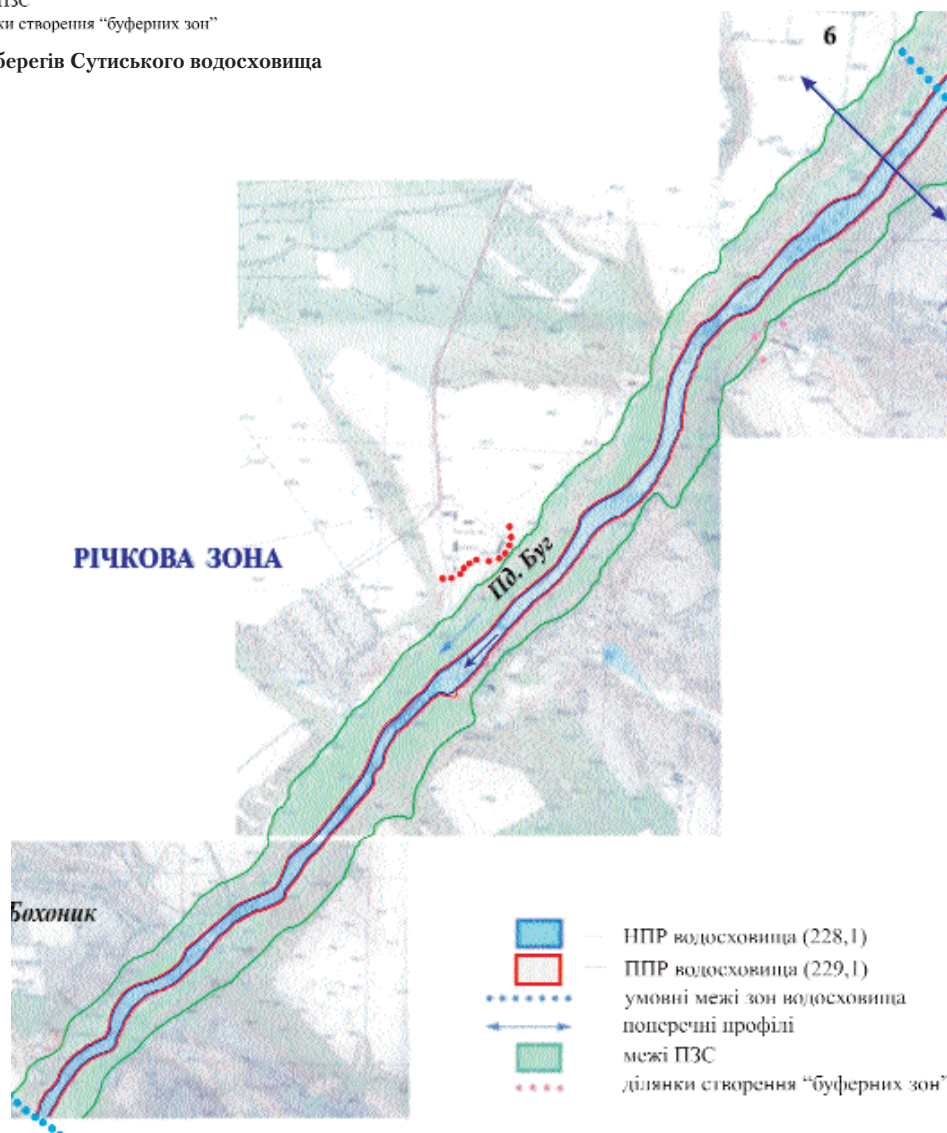 ПЗС
ки створення “буферних зон”
берегів Сутиського водосховища
6
РІЧКОВА ЗОНА
Пд. Буг
Бохоник
НПР водосховища (228,1)
ППР водосховища (229,1)
умовні межі зон водосховища
поперечні профілі
межі ПЗС
ділянки створення “буферних зон”